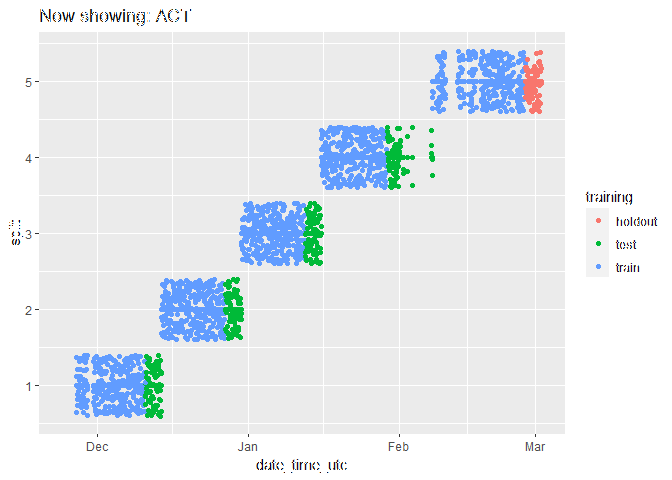 Now showing: ACT
5
4
3
2
1
split
Dec
Jan
Feb
Mar
date_time_utc
training
holdout
test
train